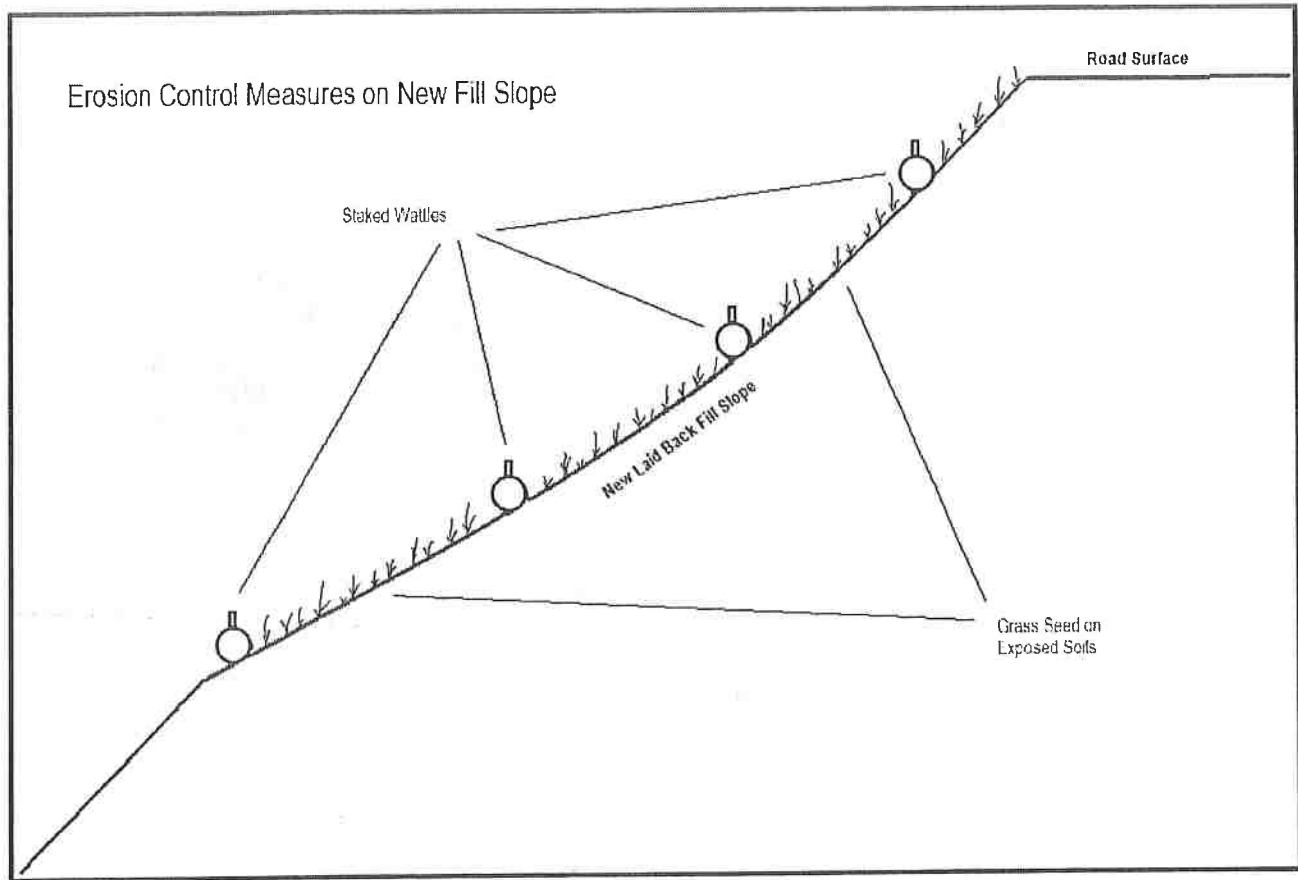 Road Surface
Erosion Control Measures on New Fill Slope
Staked Wattles
New Laid Back Fill Slope
Grass Seed on
Exposed Soils